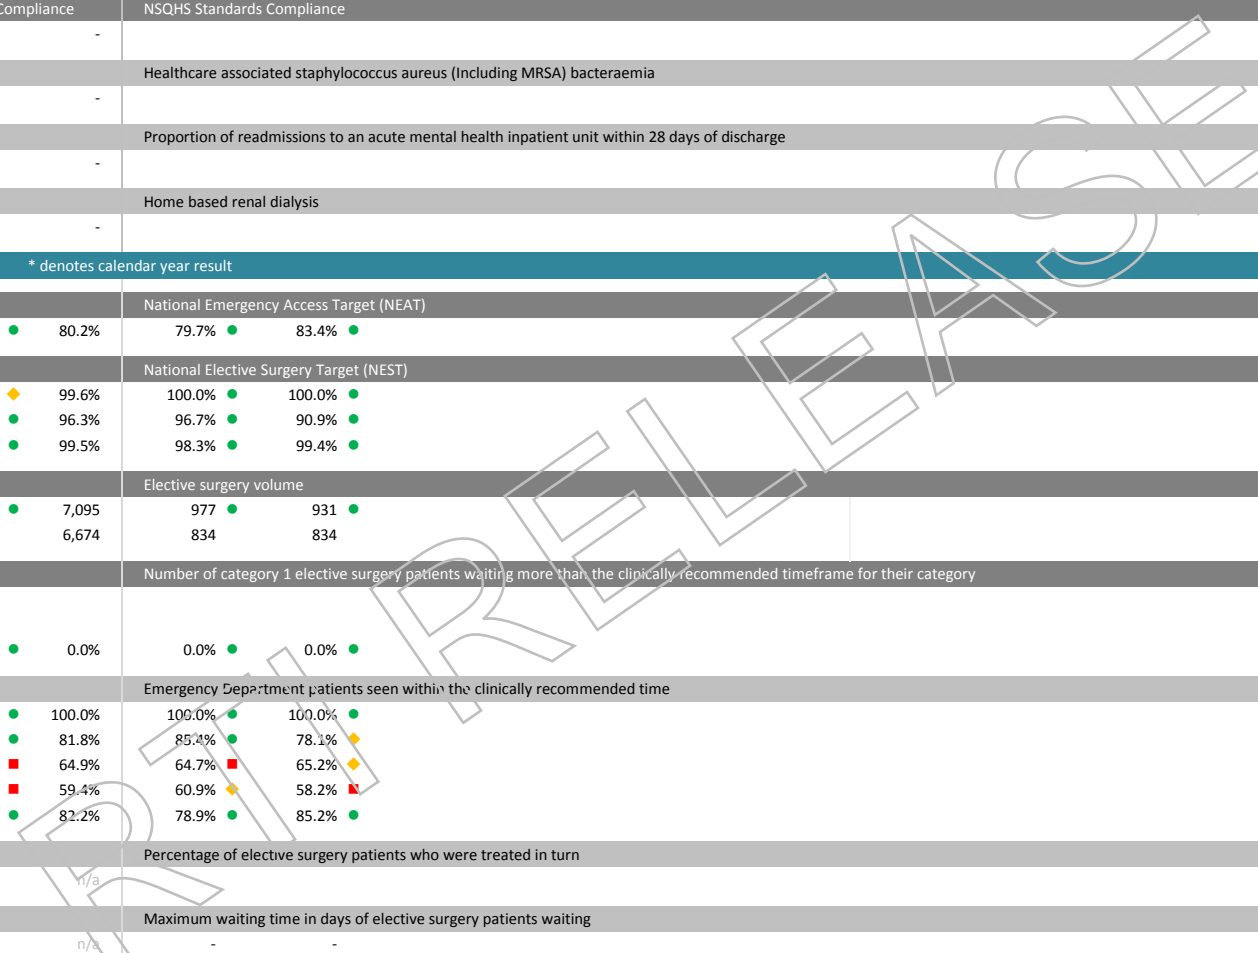 Compliance NSQHS Standards Compliance
-
Healthcare associated staphylococcus aureus (Including MRSA) bacteraemia
-
Proportion of readmissions to an acute mental health inpatient unit within 28 days of discharge
-
Home based renal dialysis
-
* denotes calendar year result
National Emergency Access Target (NEAT)
80.2% 79.7% 83.4%
National Elective Surgery Target (NEST)
99.6% 100.0% 100.0%
96.3% 96.7% 90.9%
99.5% 98.3% 99.4%
Elective surgery volume
7,095 977 931
6,674 834 834
Number of category 1 elective surgery patients waiting more than the clinically recommended timeframe for their category
0.0% 0.0% 0.0%
Emergency Department patients seen within the clinically recommended time
100.0% 100.0% 100.0%
81.8% 85.4% 78.1%
64.9% 64.7% 65.2%
59.4% 60.9% 58.2%
82.2% 78.9% 85.2%
Percentage of elective surgery patients who were treated in turn
n/a
Maximum waiting time in days of elective surgery patients waiting
n/a - -
RTI RELEASE